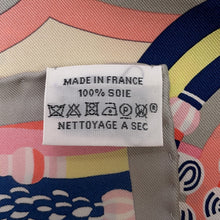 MADE IN FRANCE
100% SOIE
NETTOYAGE A SEC